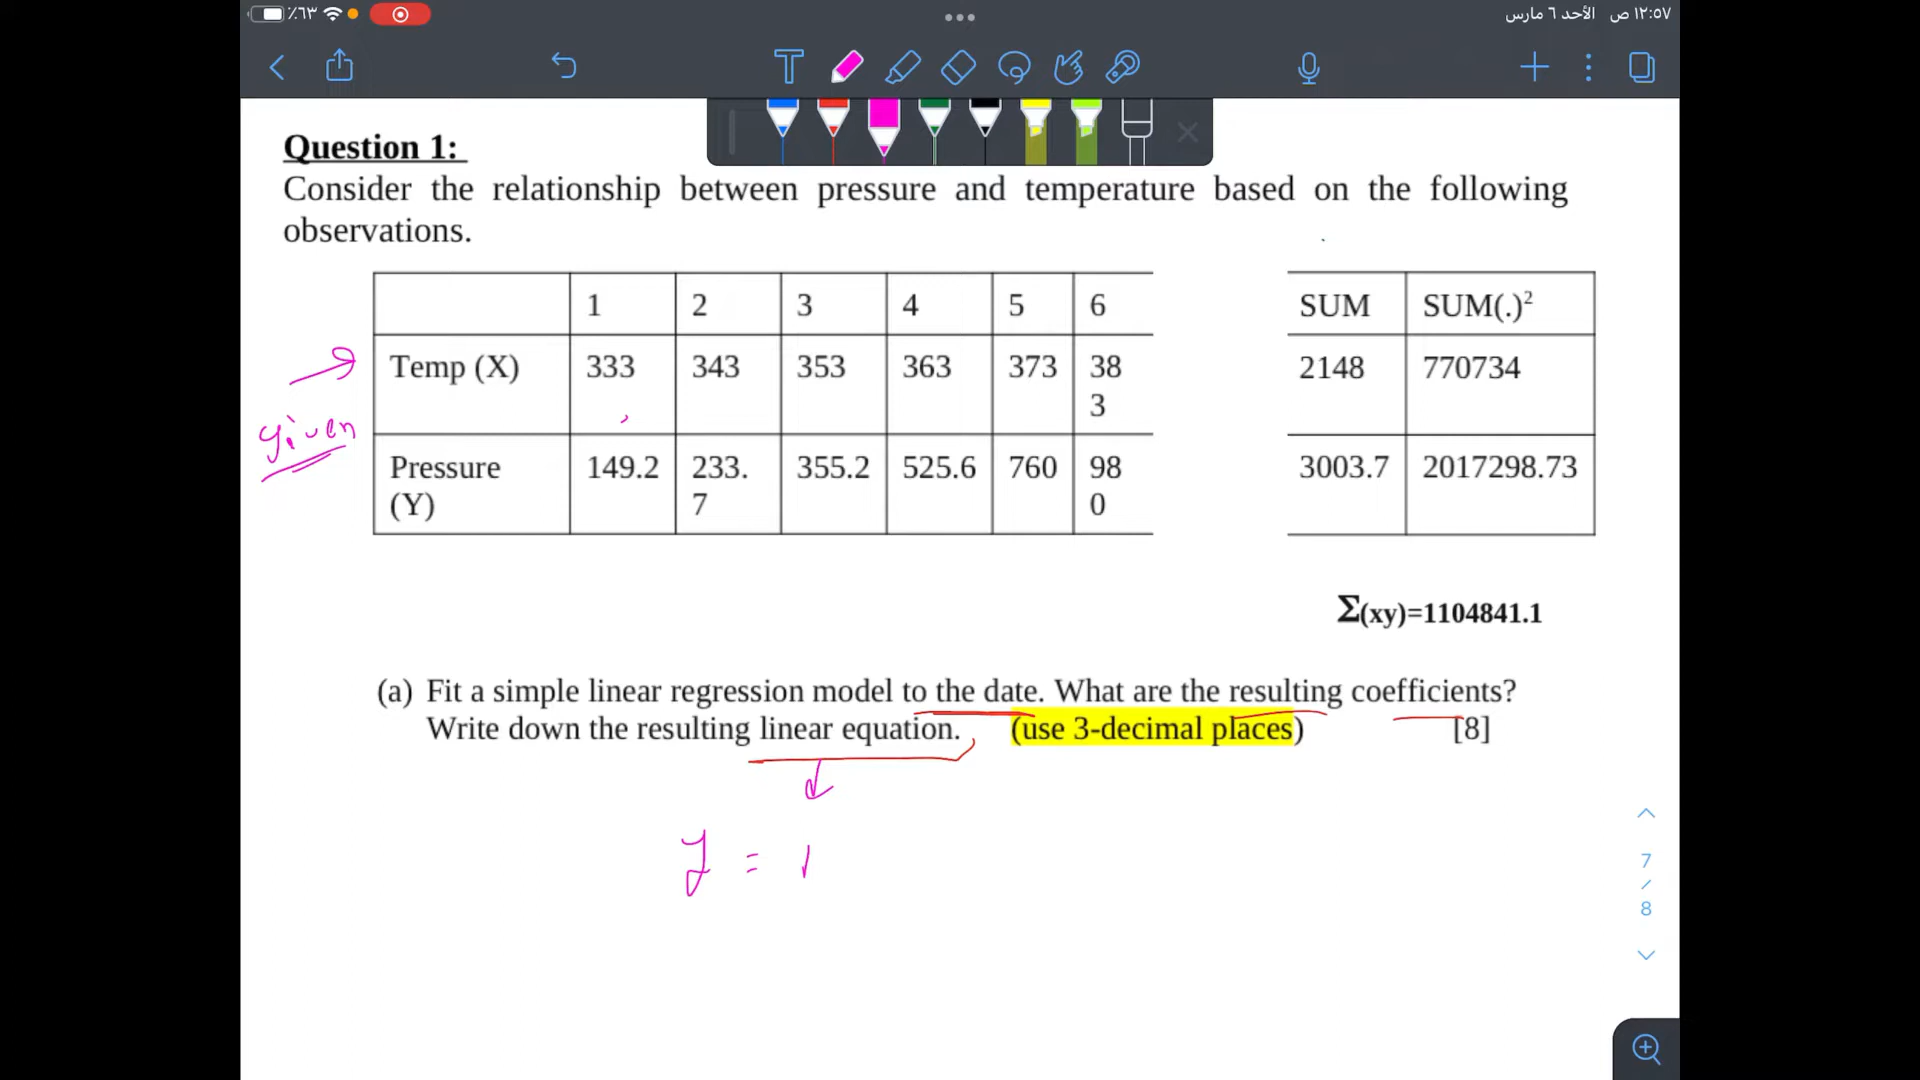 ٪٦٣
الأحد ٦ مارس ١٢:٥٧ ص
Question 1:
Consider the relationship between pressure and temperature based on the following
observations.
1 2 3 4 5 6 SUM SUM(.)²
Temp (X) 333 343 353 363 373 38 2148 770734
3
given
Pressure 149.2 233. 355.2 525.6 760 98 3003.7 2017298.73
(Y) 7 0
Σ(xy)=1104841.1
(a) Fit a simple linear regression model to the date. What are the resulting coefficients?
Write down the resulting linear equation. (use 3-decimal places) [8]
y =
7
/
8